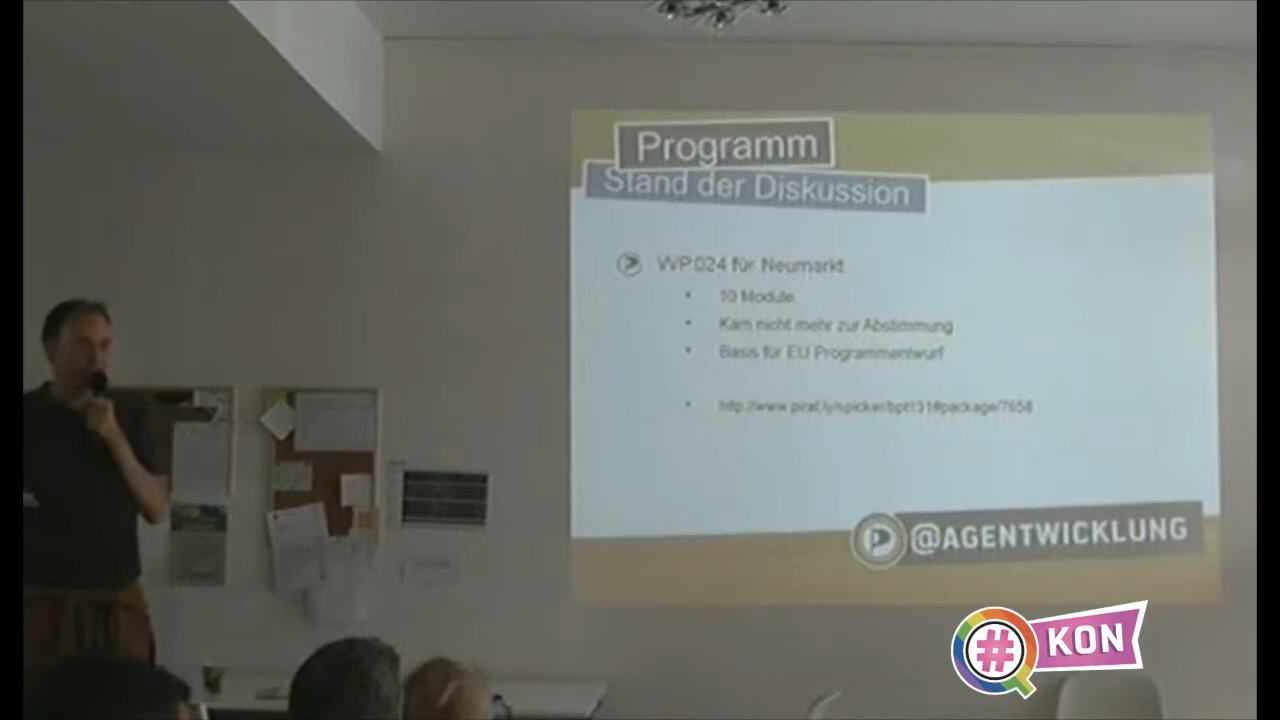 Programm
Stand der Diskussion
WP024 für Neumarkt
10 Module
Kam nicht mehr zur Abstimmung
Basis für EU Programmentwurf
http://www.pirat.ly/spicker/bpt131#package/7658
@AGENTWICKLUNG
# KON